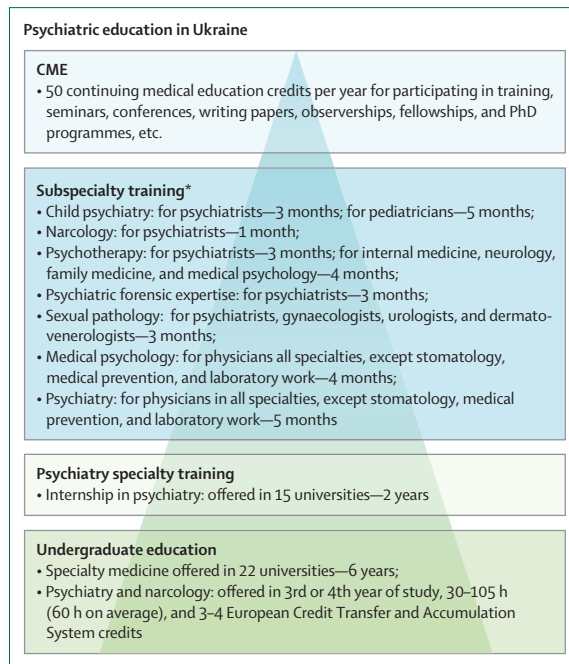 Psychiatric education in Ukraine
CME
• 50 continuing medical education credits per year for participating in training,
seminars, conferences, writing papers, observerships, fellowships, and PhD
programmes, etc.
Subspecialty training*
• Child psychiatry: for psychiatrists—3 months; for pediatricians—5 months;
• Narcology: for psychiatrists—1 month;
• Psychotherapy: for psychiatrists—3 months; for internal medicine, neurology,
family medicine, and medical psychology—4 months;
• Psychiatric forensic expertise: for psychiatrists—3 months;
• Sexual pathology: for psychiatrists, gynaecologists, urologists, and dermato-
venerologists—3 months;
• Medical psychology: for physicians all specialties, except stomatology,
medical prevention, and laboratory work—4 months;
• Psychiatry: for physicians in all specialties, except stomatology, medical
prevention, and laboratory work—5 months
Psychiatry specialty training
• Internship in psychiatry: offered in 15 universities—2 years
Undergraduate education
• Specialty medicine offered in 22 universities—6 years;
• Psychiatry and narcology: offered in 3rd or 4th year of study, 30–105 h
(60 h on average), and 3–4 European Credit Transfer and Accumulation
System credits